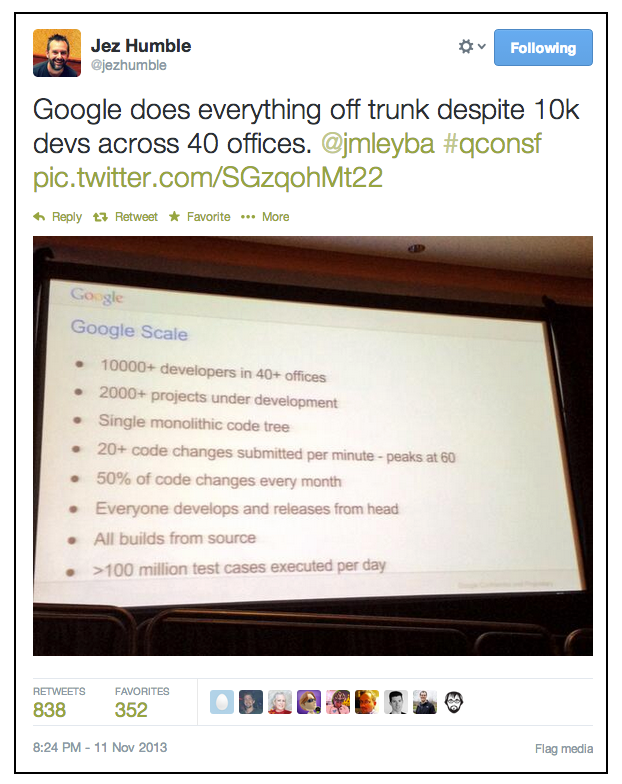 Jez Humble
@jezhumble
Following
Google does everything off trunk despite 10k
devs across 40 offices. @jmleyba #qconsf
pic.twitter.com/SGzqohMt22
Reply Retweet Favorite More
Google
Google Scale
• 10000+ developers in 40+ offices
• 2000+ projects under development
• Single monolithic code tree
• 20+ code changes submitted per minute - peaks at 60
• 50% of code changes every month
• Everyone develops and releases from head
• All builds from source
• >100 million test cases executed per day
Google Confidential and Proprietary
RETWEETS FAVORITES
838 352
8:24 PM - 11 Nov 2013 Flag media